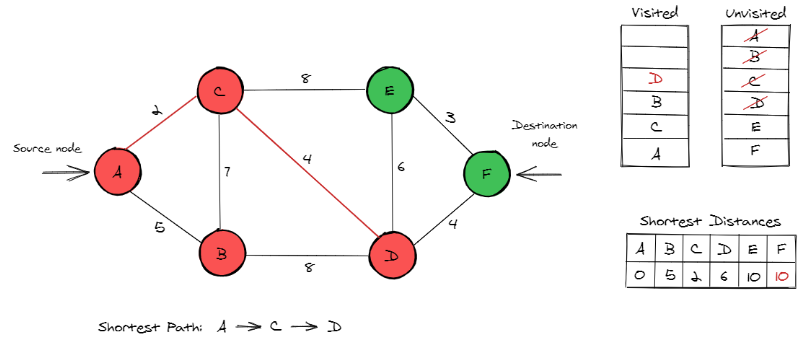 Visited Unvisited
A
B
D C
B D
C E
A F
C 8 E
2 3
Source node A 7 4 6 F Destination node
5 4
B 8 D
Shortest Distances
A B C D E F
0 5 2 6 10 10
Shortest Path: A → C → D